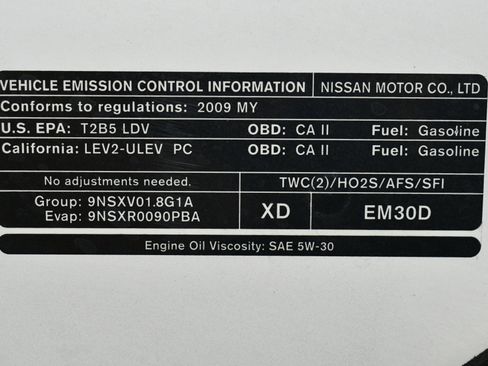 VEHICLE EMISSION CONTROL INFORMATION NISSAN MOTOR CO., LTD
Conforms to regulations: 2009 MY
U.S. EPA: T2B5 LDV OBD: CA II Fuel: Gasoline
California: LEV2-ULEV PC OBD: CA II Fuel: Gasoline
No adjustments needed. TWC(2)/HO2S/AFS/SFI
Group: 9NSXV01.8G1A
Evap: 9NSXR0090PBA
XD EM30D
Engine Oil Viscosity: SAE 5W-30